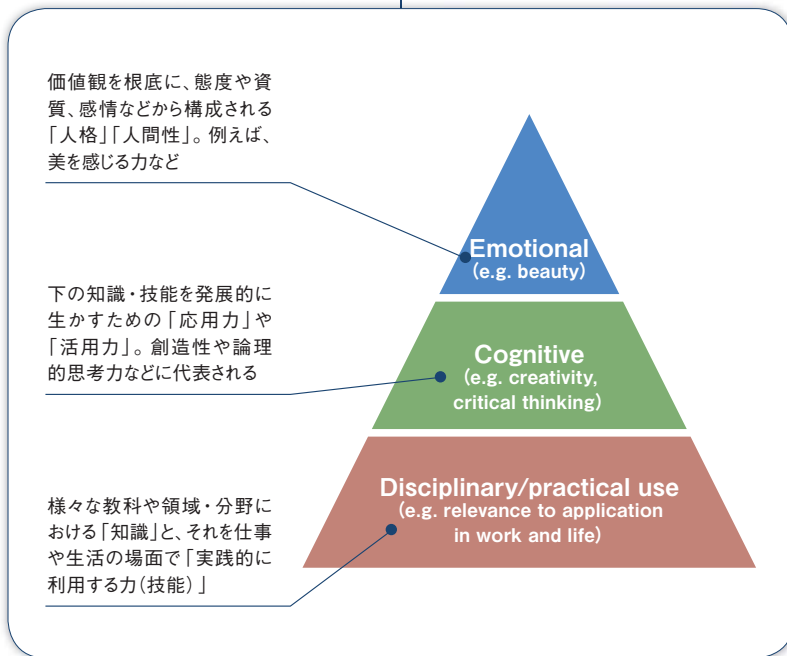 価値観を根底に、態度や資
質、感情などから構成される
「人格」「人間性」。例えば、
美を感じる力など
Emotional
(e.g. beauty)
下の知識・技能を発展的に
生かすための「応用力」や
「活用力」。創造性や論理
的思考力などに代表される
Cognitive
(e.g. creativity,
critical thinking)
様々な教科や領域・分野に
おける「知識」と、それを仕事
や生活の場面で「実践的に
利用する力(技能)」
Disciplinary/practical use
(e.g. relevance to application
in work and life)